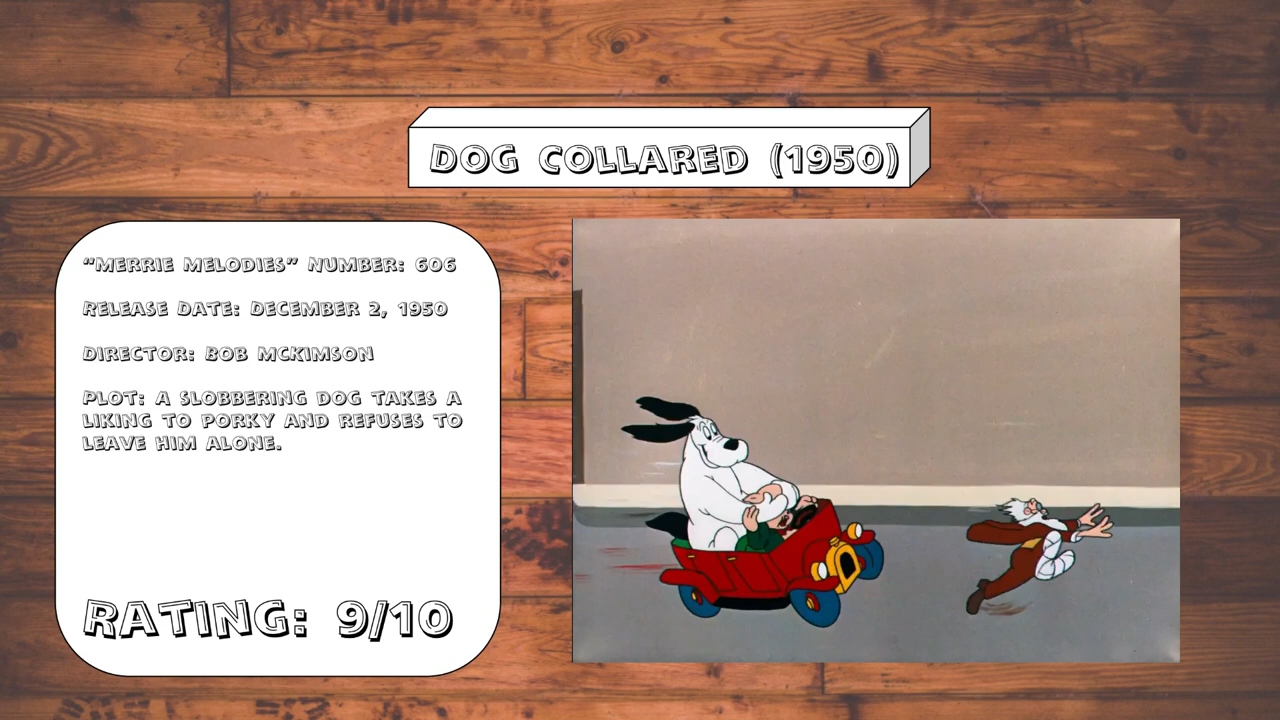 DOG COLLARED (1950)
"MERRIE MELODIES" NUMBER: 606
RELEASE DATE: DECEMBER 2, 1950
DIRECTOR: BOB MCKIMSON
PLOT: A SLOBBERING DOG TAKES A
LIKING TO PORKY AND REFUSES TO
LEAVE HIM ALONE.
RATING: 9/10